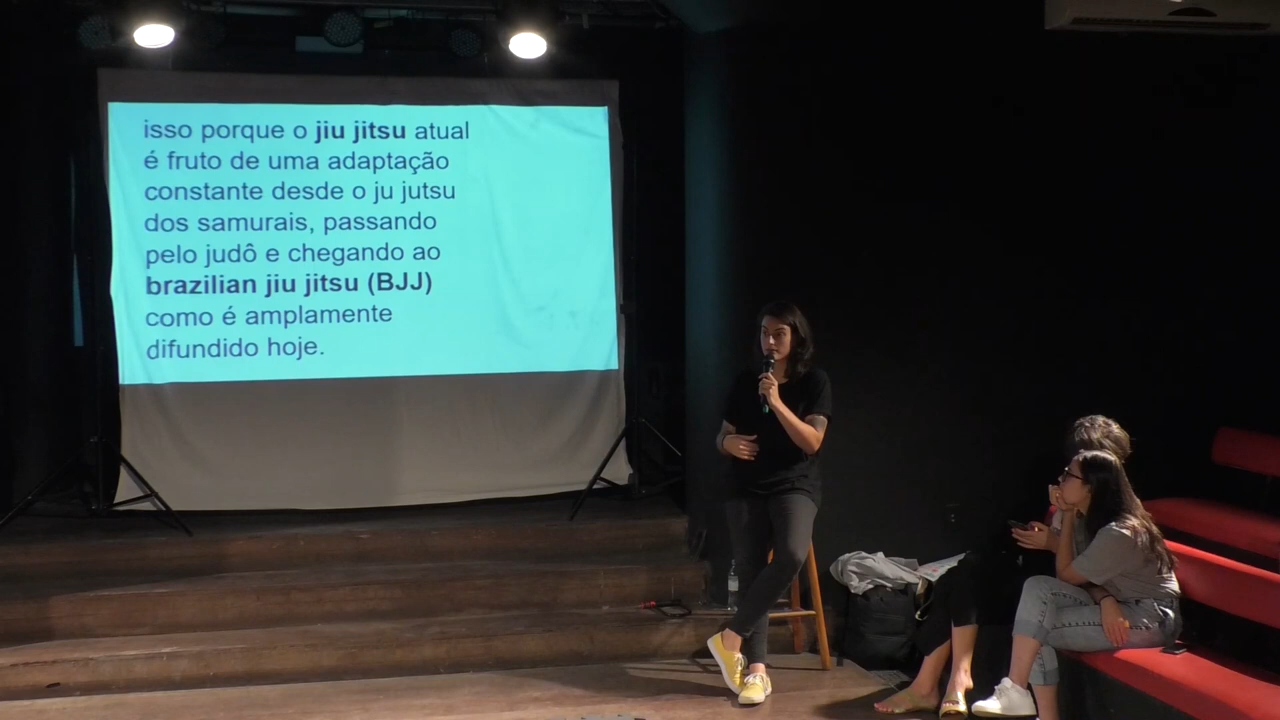 isso porque o jiu jitsu atual
é fruto de uma adaptação
constante desde o ju jutsu
dos samurais, passando
pelo judô e chegando ao
brazilian jiu jitsu (BJJ)
como é amplamente
difundido hoje.